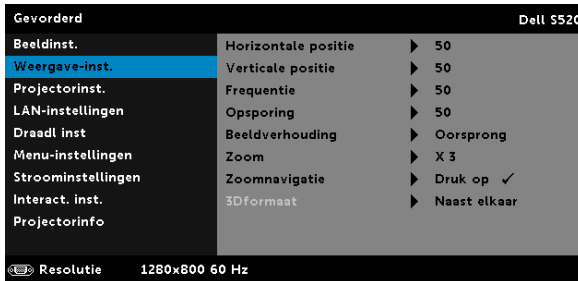 Gevorderd Dell S520
Beeldinst.
Weergave-inst.
Projectorinst.
LAN-instellingen
Draadl inst
Menu-instellingen
Stroominstellingen
Interact. inst.
Projectorinfo
Horizontale positie 50
Verticale positie 50
Frequentie 50
Opsporing 50
Beeldverhouding Oorsprong
Zoom X 3
Zoomnavigatie Druk op ✓
3Dformaat Naast elkaar
Resolutie 1280x800 60 Hz